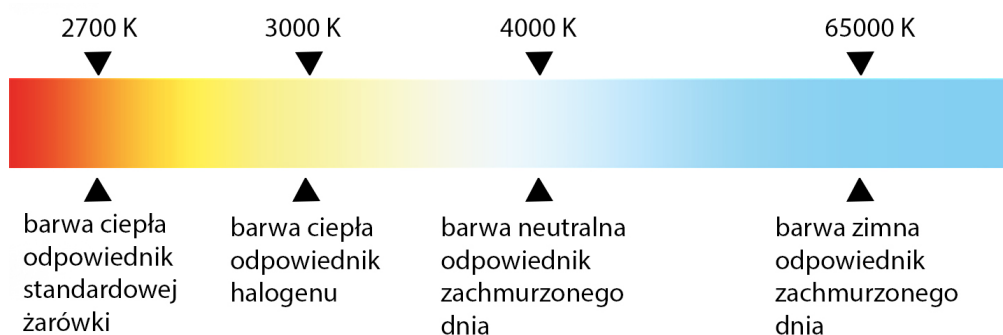 2700 K
3000 K
4000 K
65000 K
barwa ciepła
odpowiednik
standardowej
żarówki
barwa ciepła
odpowiednik
halogenu
barwa neutralna
odpowiednik
zachmurzonego
dnia
barwa zimna
odpowiednik
zachmurzonego
dnia